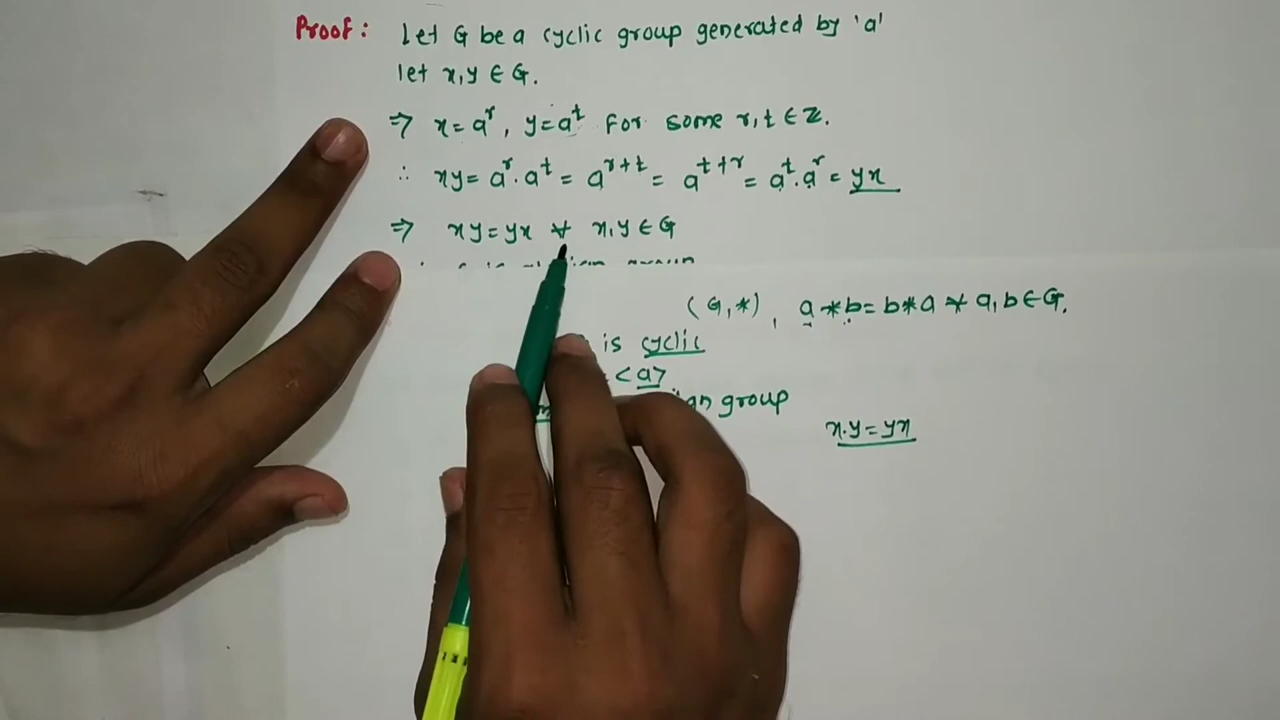 Proof: Let G be a cyclic group generated by 'a'
let x,y ∈ G.
⇒ x = a^r, y = a^t for some r,t ∈ Z.
∴ xy = a^r . a^t = a^{r+t} = a^{t+r} = a^t . a^r = yx
⇒ xy = yx ∀ x,y ∈ G
(G,*), a*b = b*a ∀ a,b ∈ G.
is cyclic
<a>
group
x.y = yx